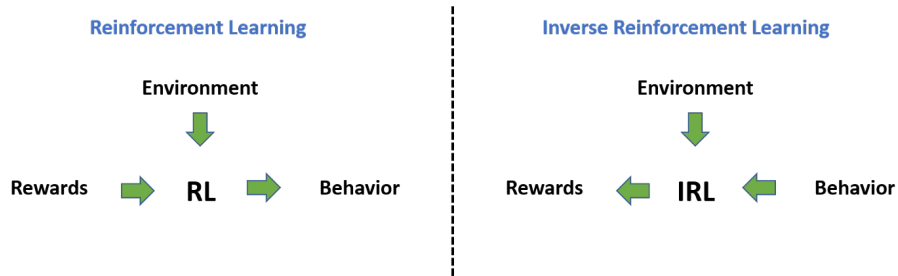 Reinforcement Learning
Environment
Rewards
RL
Behavior
Inverse Reinforcement Learning
Environment
Rewards
IRL
Behavior